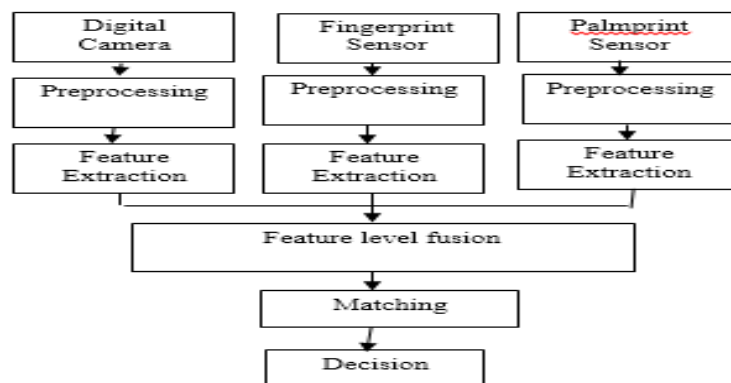 Digital
Camera
Fingerprint
Sensor
Palmprint
Sensor
Preprocessing
Preprocessing
Preprocessing
Feature
Extraction
Feature
Extraction
Feature
Extraction
Feature level fusion
Matching
Decision